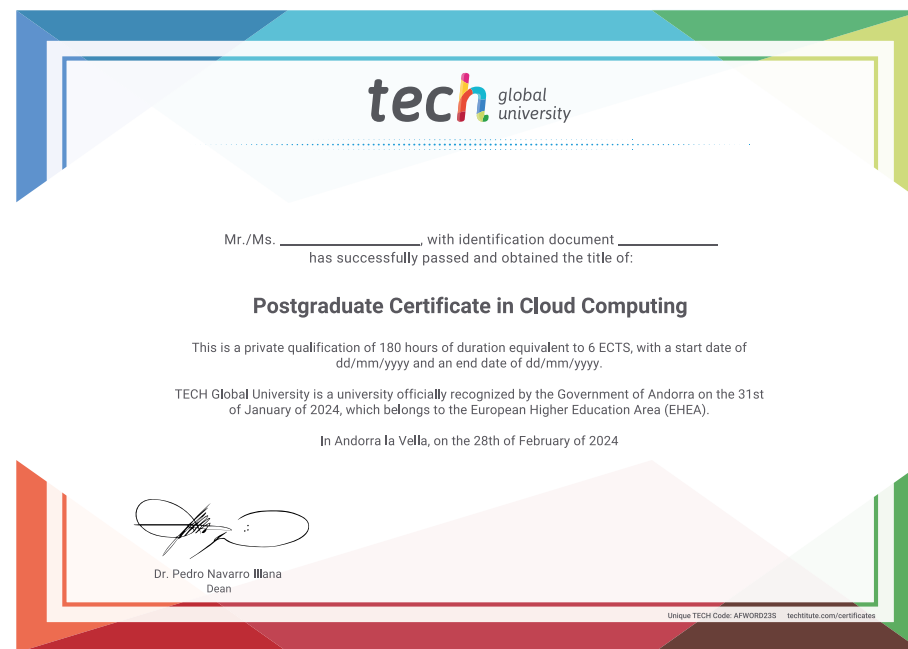 tech global university
Mr./Ms. ____________________, with identification document ______________
has successfully passed and obtained the title of:
Postgraduate Certificate in Cloud Computing
This is a private qualification of 180 hours of duration equivalent to 6 ECTS, with a start date of
dd/mm/yyyy and an end date of dd/mm/yyyy.
TECH Global University is a university officially recognized by the Government of Andorra on the 31st
of January of 2024, which belongs to the European Higher Education Area (EHEA).
In Andorra la Vella, on the 28th of February of 2024
Dr. Pedro Navarro Illana
Dean
Unique TECH Code: AFWORD23S techtitute.com/certificates